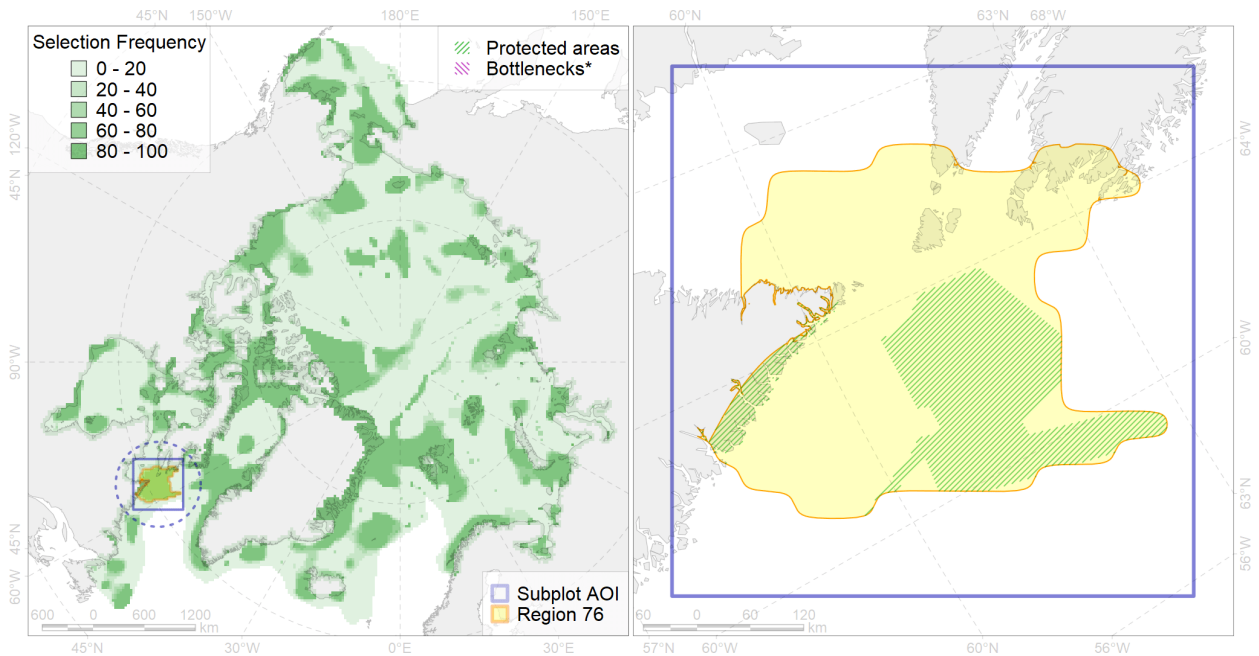 45°N 150°W 180°E 150°E 60°N 63°N 68°W
Selection Frequency
0 - 20
20 - 40
40 - 60
60 - 80
80 - 100
Protected areas
Bottlenecks*
120°W
45°N
90°W
45°N
60°W
64°W
60°W
63°N
56°W
Subplot AOI
Region 76
600 0 600 1200
km
60 0 60 120
km
45°N 30°W 0°E 30°E 57°N 60°W 60°N 56°W